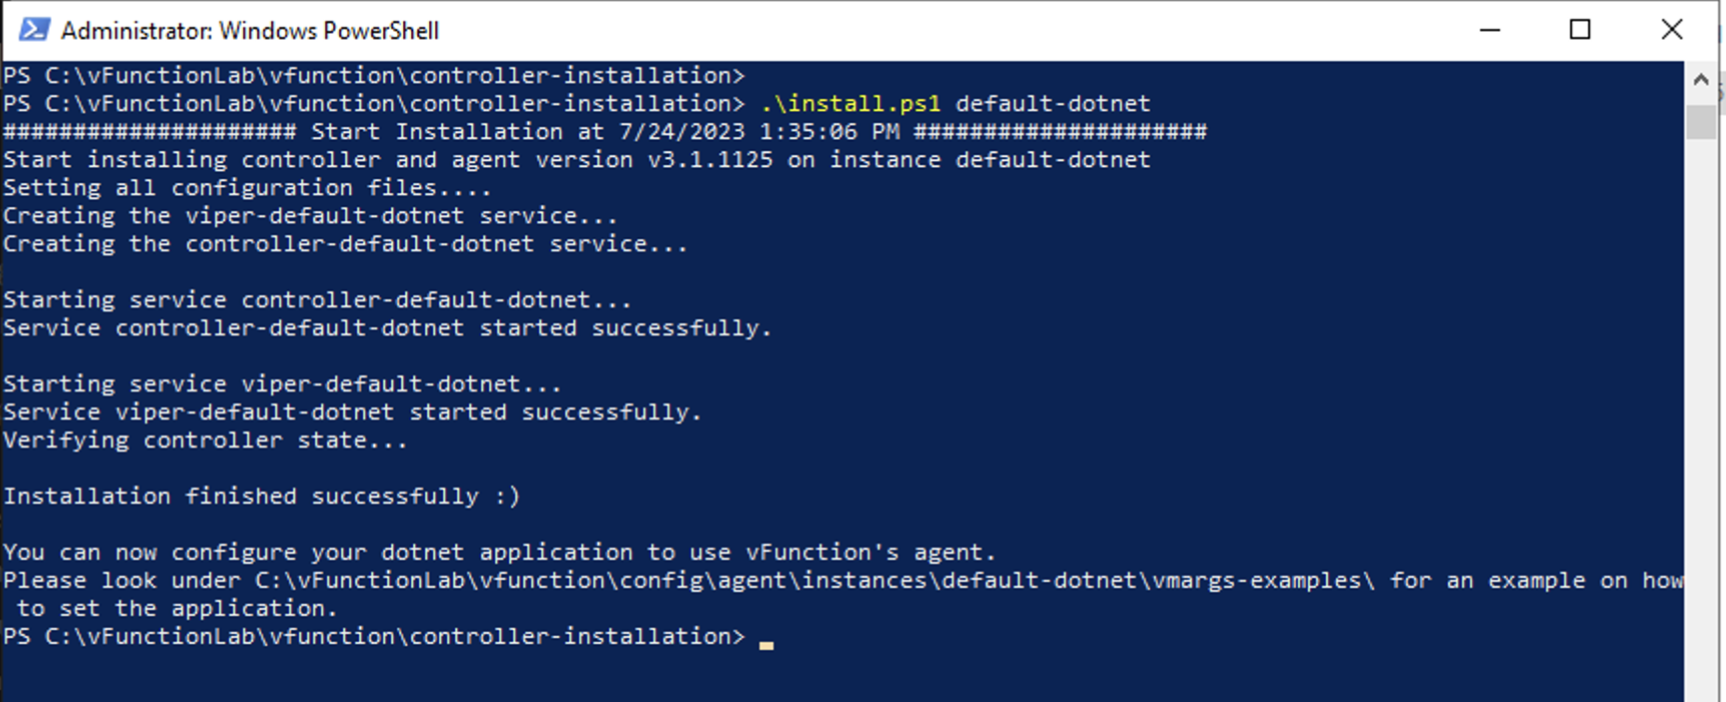 Administrator: Windows PowerShell
PS C:\vFunctionLab\vfunction\controller-installation>
PS C:\vFunctionLab\vfunction\controller-installation> .\install.ps1 default-dotnet
##################### Start Installation at 7/24/2023 1:35:06 PM #####################
Start installing controller and agent version v3.1.1125 on instance default-dotnet
Setting all configuration files....
Creating the viper-default-dotnet service...
Creating the controller-default-dotnet service...
Starting service controller-default-dotnet...
Service controller-default-dotnet started successfully.
Starting service viper-default-dotnet...
Service viper-default-dotnet started successfully.
Verifying controller state...
Installation finished successfully :)
You can now configure your dotnet application to use vFunction's agent.
Please look under C:\vFunctionLab\vfunction\config\agent\instances\default-dotnet\vmargs-examples\ for an example on how
 to set the application.
PS C:\vFunctionLab\vfunction\controller-installation>